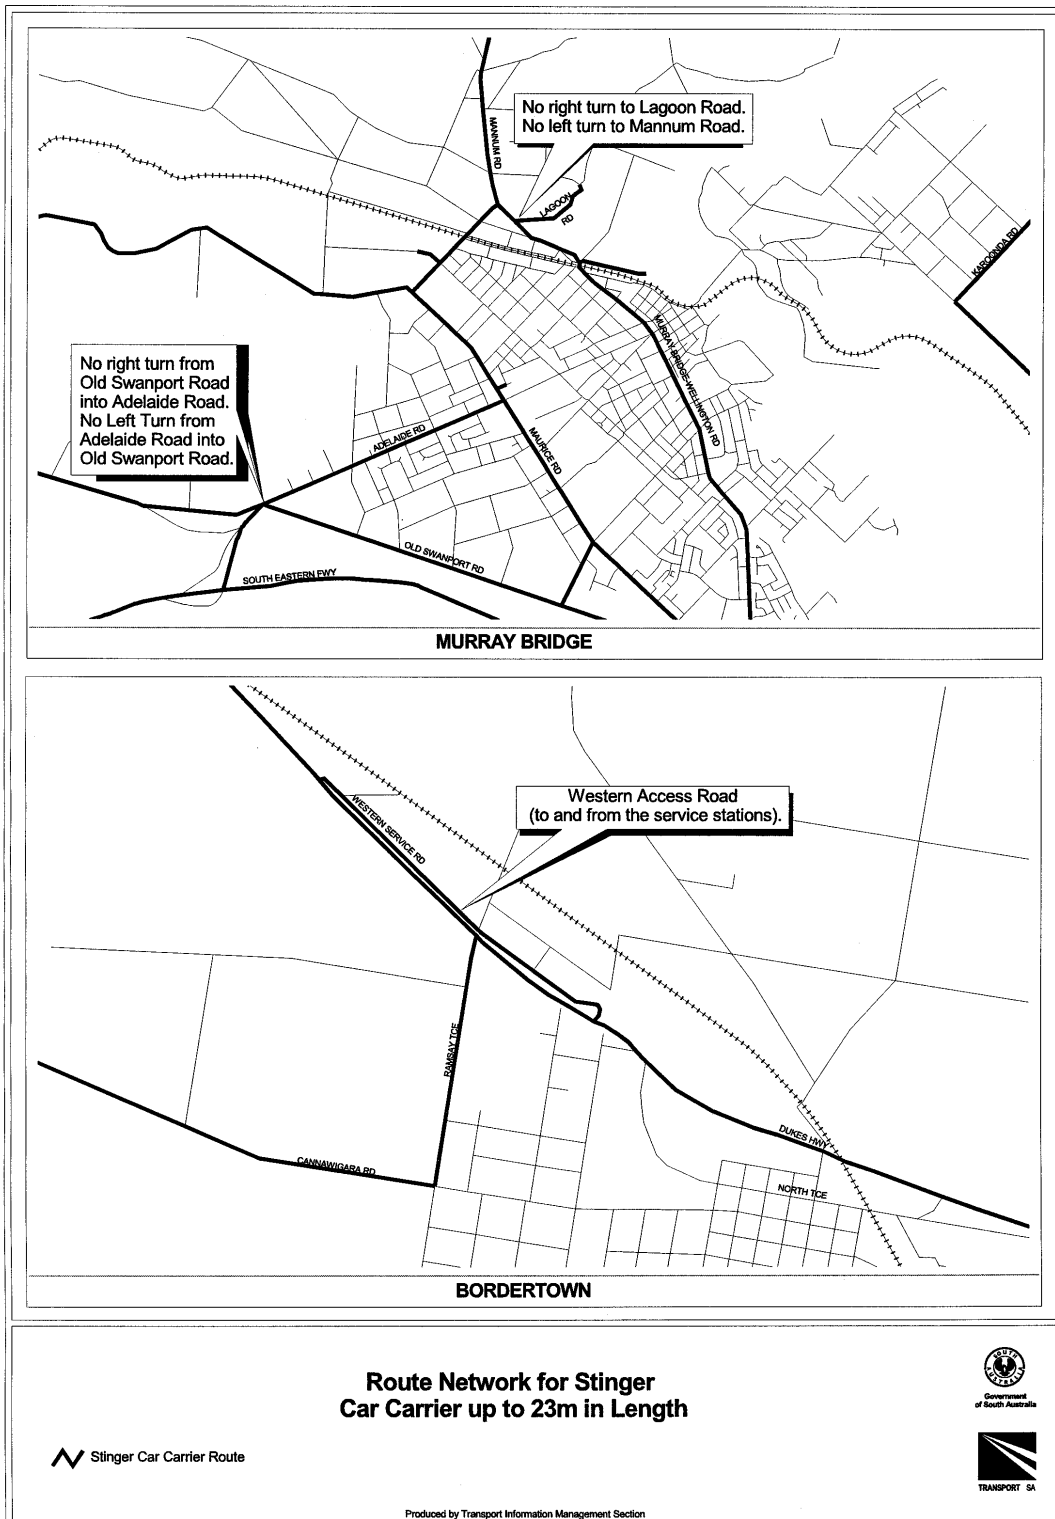 MANNUM RD
No right turn to Lagoon Road.
No left turn to Mannum Road.
LAGOON
RD
KAROONDA RD
No right turn from
Old Swanport Road
into Adelaide Road.
No Left Turn from
Adelaide Road into
Old Swanport Road.
MURRAY BRIDGE-WELLINGTON RD
ADELAIDE RD
MAURICE RD
OLD SWANPORT RD
SOUTH EASTERN FWY
MURRAY BRIDGE
Western Access Road
(to and from the service stations).
WESTERN SERVICE RD
RAMSAY TCE
CANNAWIGARA RD
DUKES HWY
NORTH TCE
BORDERTOWN
Route Network for Stinger
Car Carrier up to 23m in Length
Stinger Car Carrier Route
SOUTH
AUSTRALIA
Government
of South Australia
TRANSPORT SA
Produced by Transport Information Management Section